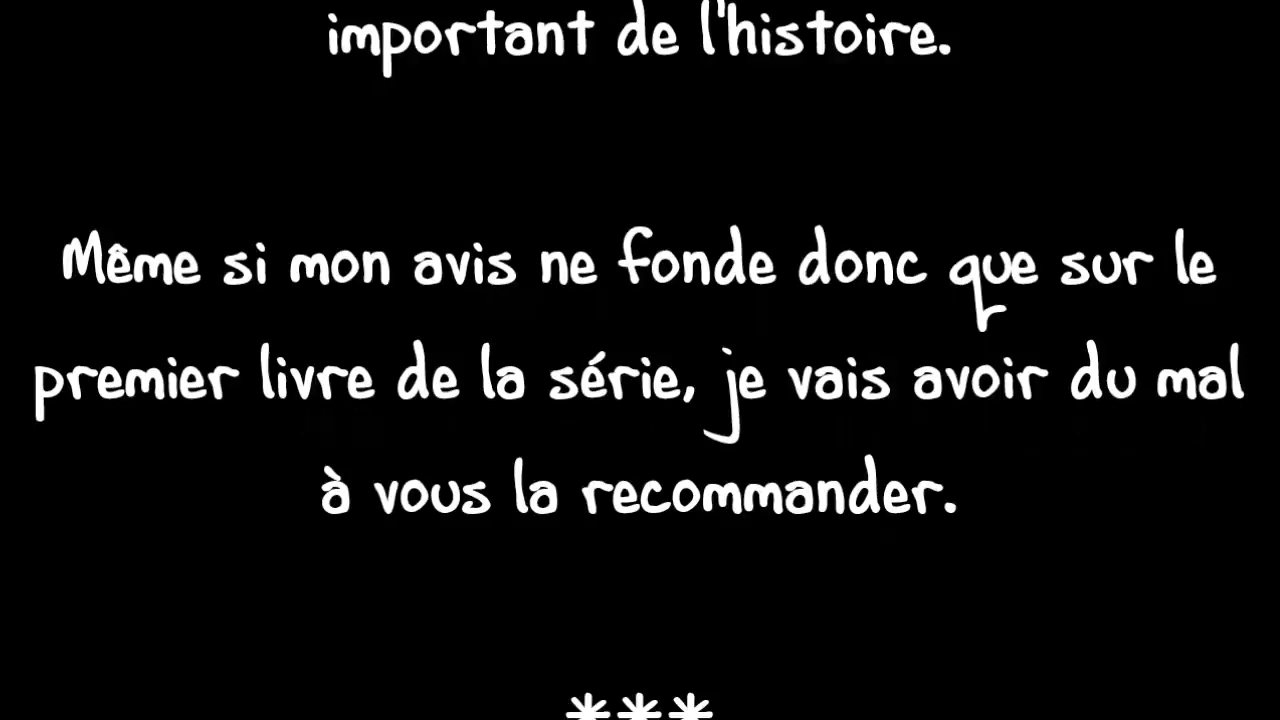 important de l'histoire.
Même si mon avis ne fonde donc que sur le
premier livre de la série, je vais avoir du mal
à vous la recommander.
***